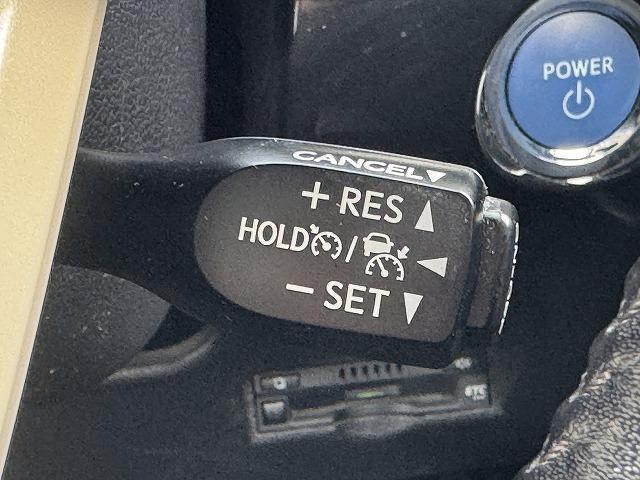 POWER
CANCEL
+ RES
HOLD /
− SET